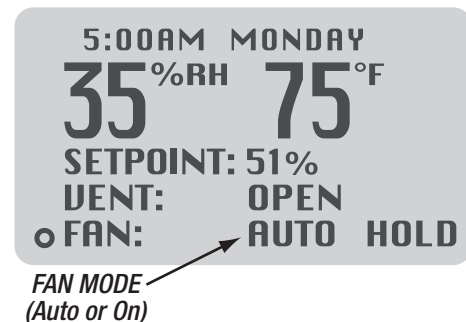 5:00AM MONDAY
35%RH 75°F
SETPOINT: 51%
VENT: OPEN
FAN: AUTO HOLD
FAN MODE
(Auto or On)